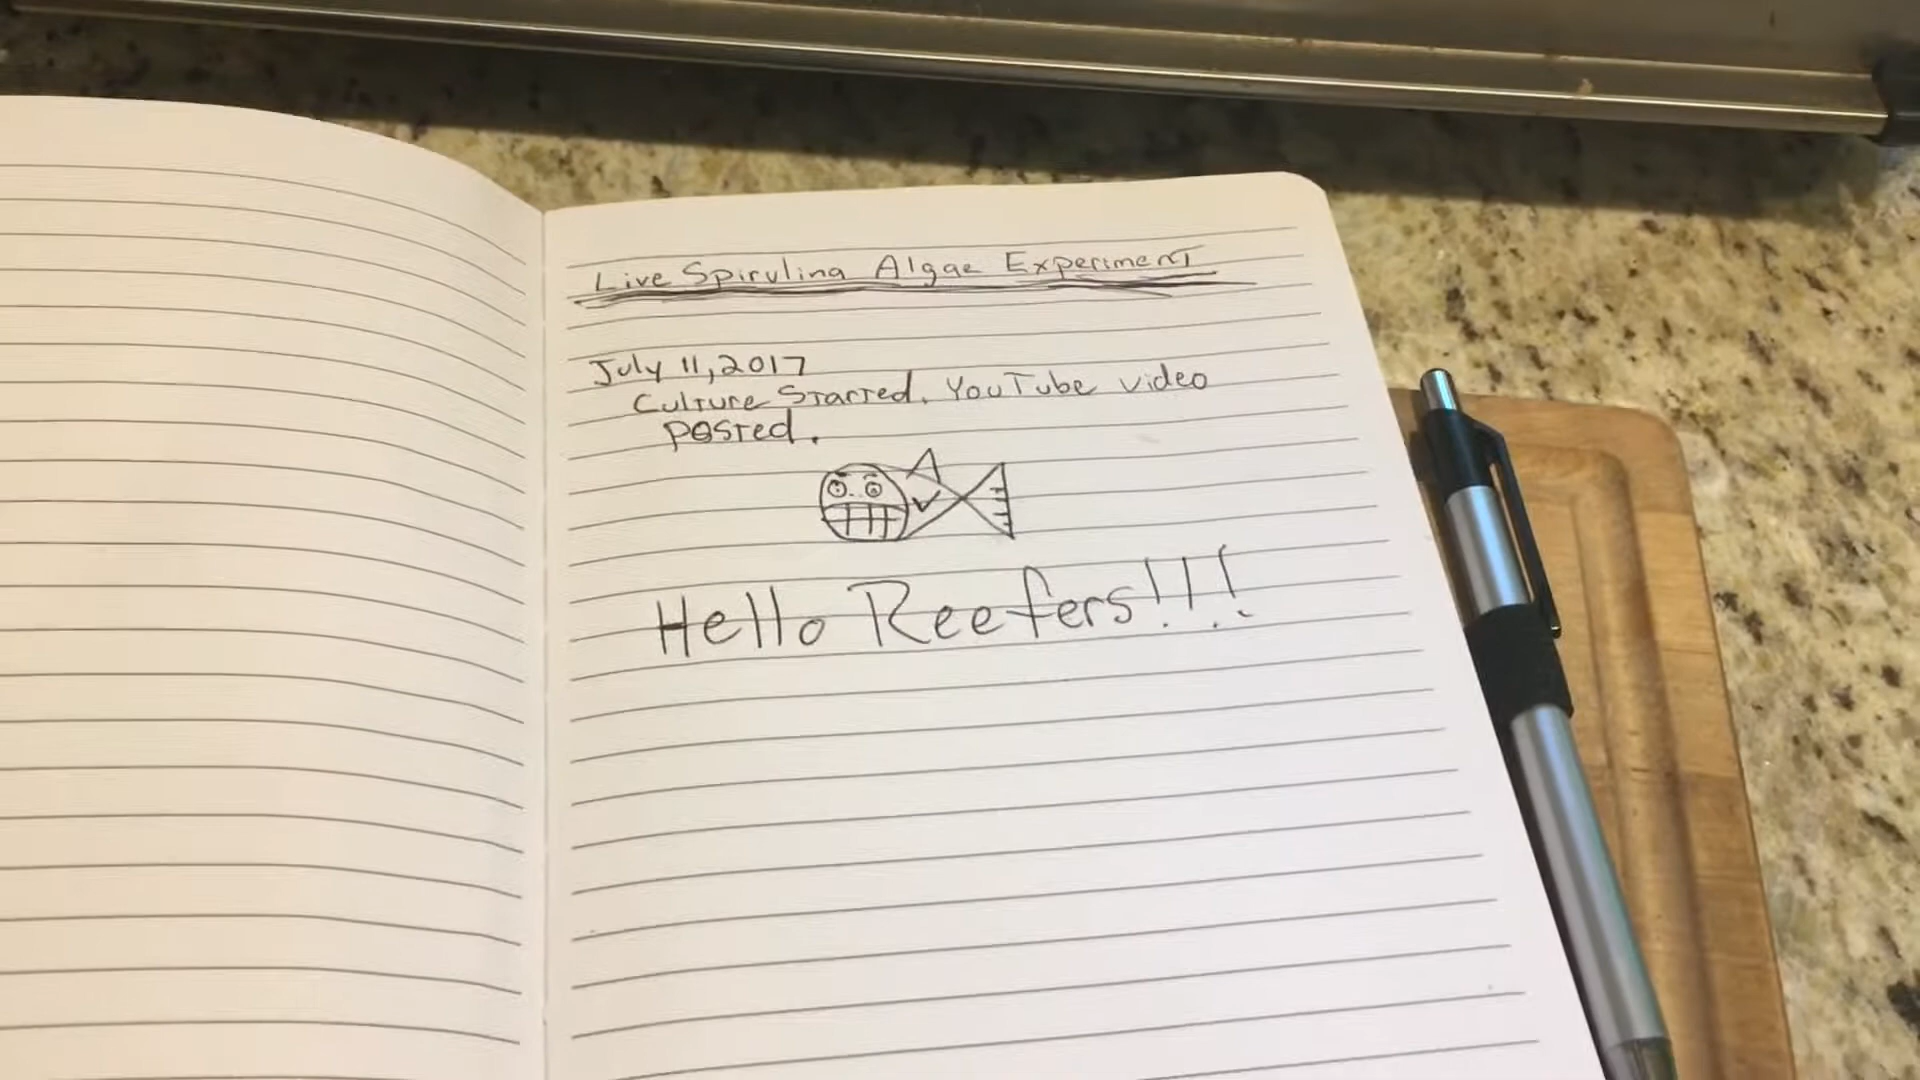 Live Spirulina Algae Experiment
July 11, 2017
Culture Started. YouTube video
posted.
Hello Reefers!!!